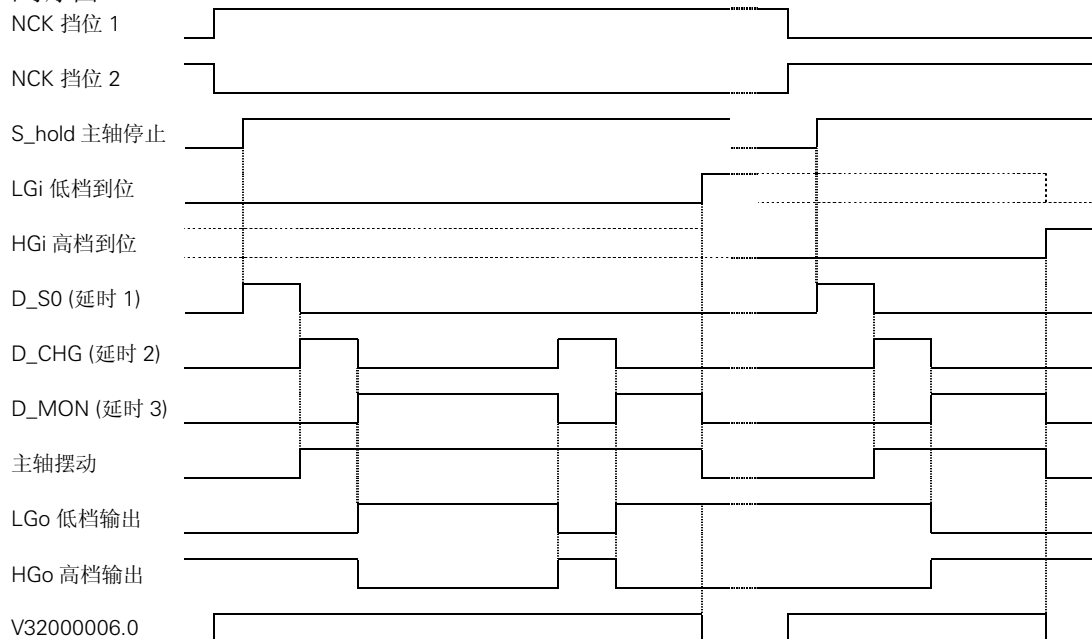 NCK 挡位 1
NCK 挡位 2
S_hold 主轴停止
LGi 低档到位
HGi 高档到位
D_S0 (延时 1)
D_CHG (延时 2)
D_MON (延时 3)
主轴摆动
LGo 低档输出
HGo 高档输出
V32000006.0